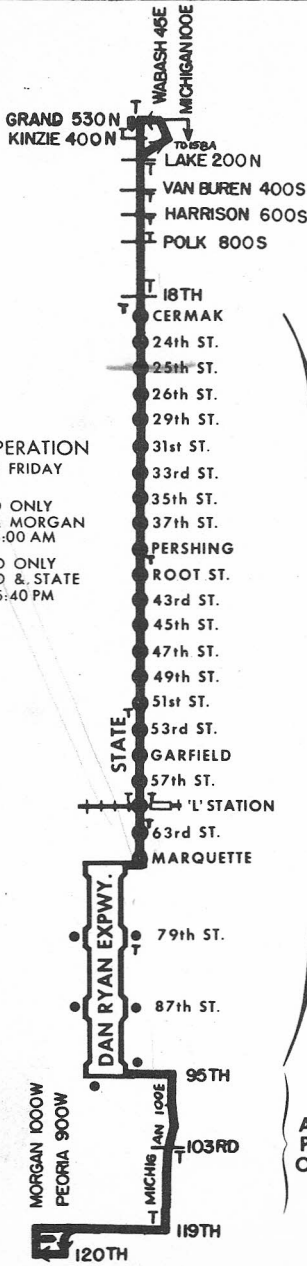 WABASH 45E
MICHIGAN 100E
GRAND 530N
KINZIE 400N
TO 158A
LAKE 200N
VAN BUREN 400S
HARRISON 600S
POLK 800S
18TH
CERMAK
24th ST.
25th ST.
26th ST.
29th ST.
PERATION
31st ST.
FRIDAY
33rd ST.
ONLY
35th ST.
MORGAN
:00 AM
37th ST.
PERSHING
O ONLY
ROOT ST.
O & STATE
5:40 PM
43rd ST.
45th ST.
47th ST.
49th ST.
51st ST.
STATE
53rd ST.
GARFIELD
57th ST.
'L' STATION
63rd ST.
MARQUETTE
DAN RYAN EXPWY.
79th ST.
87th ST.
95TH
MORGAN 1000W
PEORIA 900W
MICHIGAN 100E
103RD
119TH
120TH